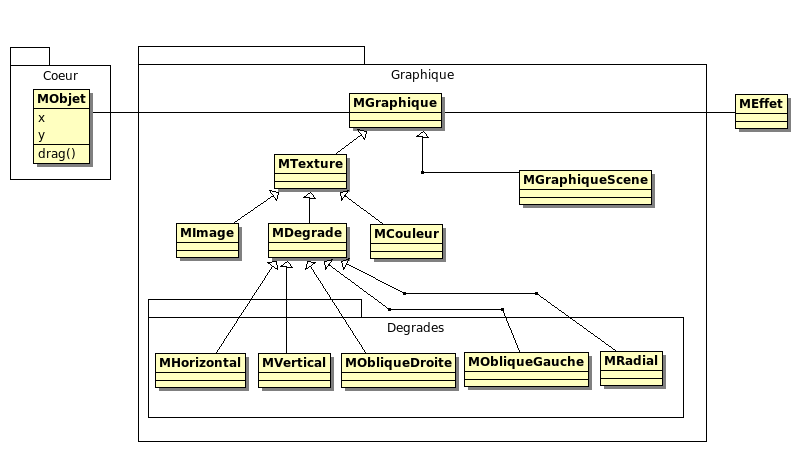 Coeur
MObjet
x
y
drag()
Graphique
MGraphique
MEffet
MTexture
MGraphiqueScene
MImage
MDegrade
MCouleur
Degrades
MHorizontal
MVertical
MObliqueDroite
MObliqueGauche
MRadial